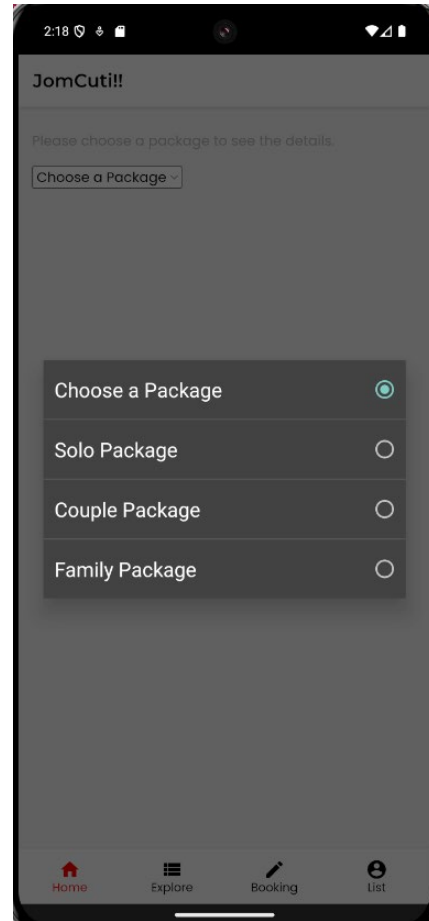 2:18
JomCuti!!
Please choose a package to see the details.
Choose a Package
Choose a Package
Solo Package
Couple Package
Family Package
Home Explore Booking List